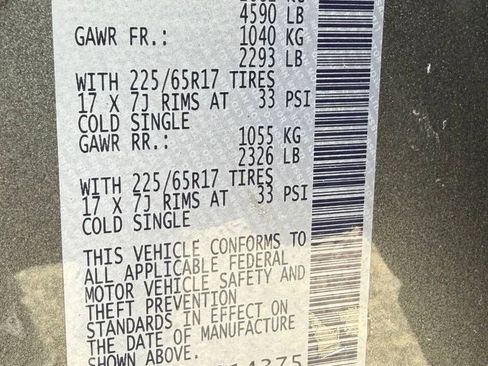 4590 LB
GAWR FR.: 1040 KG
2293 LB
WITH 225/65R17 TIRES
17 X 7J RIMS AT 33 PSI
COLD SINGLE
GAWR RR.: 1055 KG
2326 LB
WITH 225/65R17 TIRES
17 X 7J RIMS AT 33 PSI
COLD SINGLE
THIS VEHICLE CONFORMS TO
ALL APPLICABLE FEDERAL
MOTOR VEHICLE SAFETY AND
THEFT PREVENTION
STANDARDS IN EFFECT ON
THE DATE OF MANUFACTURE
SHOWN ABOVE.